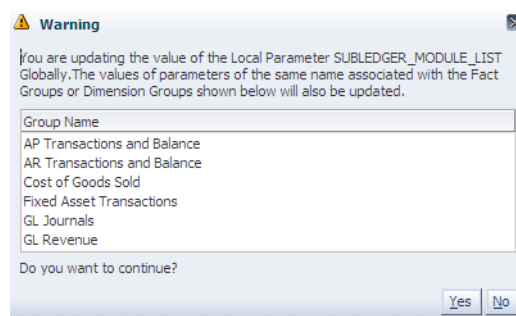 Warning
You are updating the value of the Local Parameter SUBLEDGER_MODULE_LIST
Globally.The values of parameters of the same name associated with the Fact
Groups or Dimension Groups shown below will also be updated.
Group Name
AP Transactions and Balance
AR Transactions and Balance
Cost of Goods Sold
Fixed Asset Transactions
GL Journals
GL Revenue
Do you want to continue?
Yes No